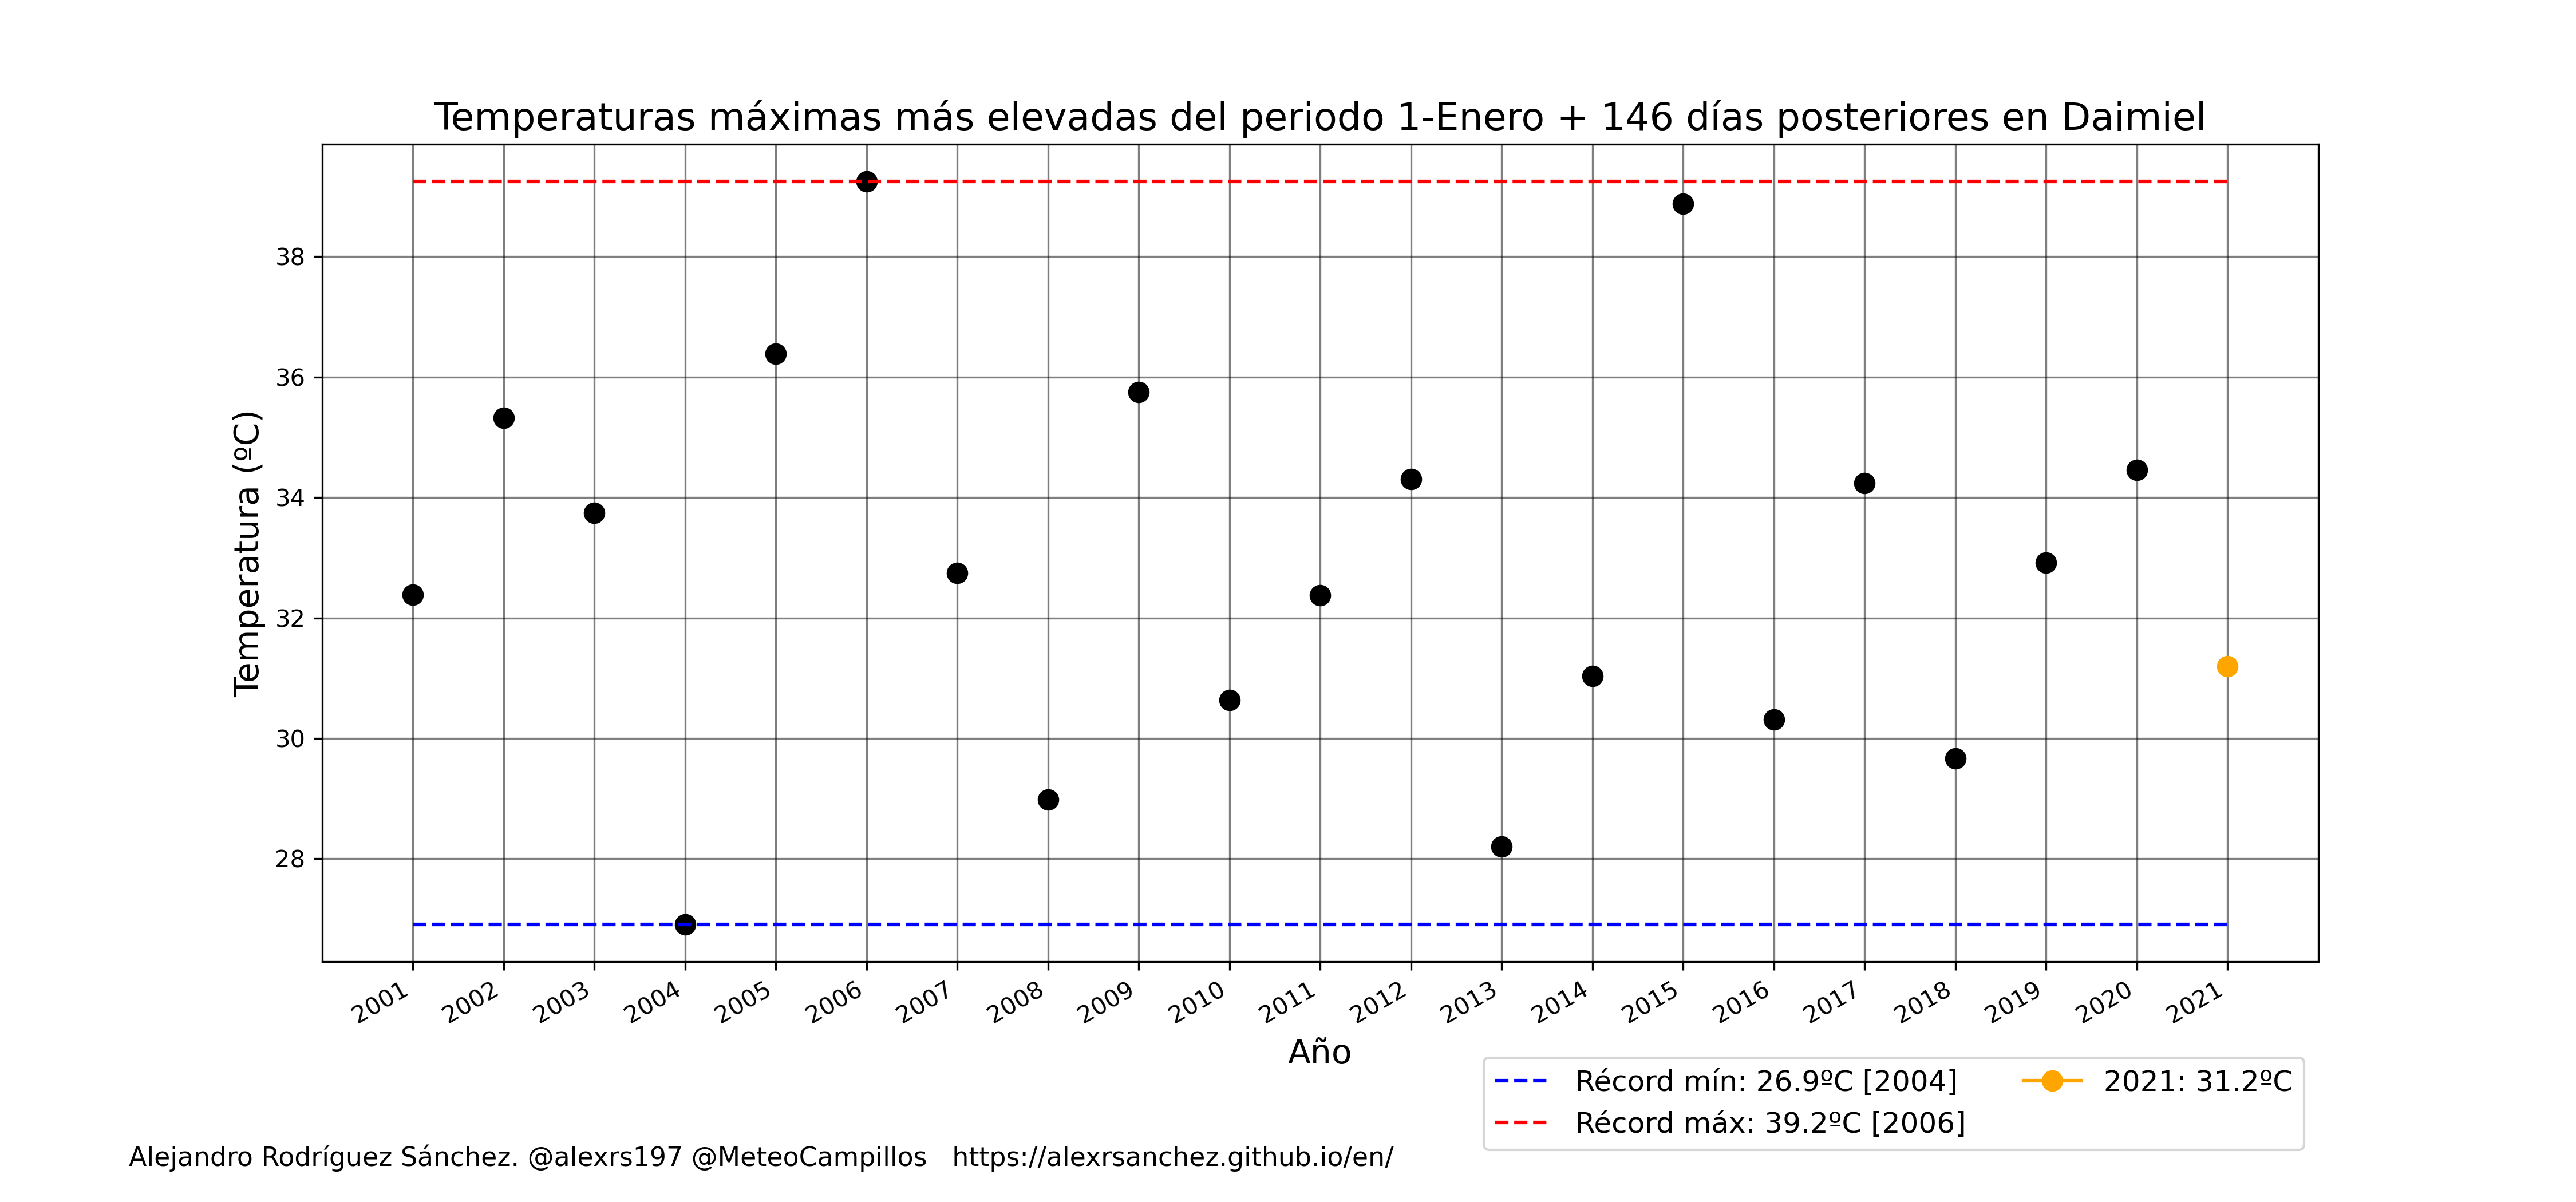 Temperaturas máximas más elevadas del periodo 1-Enero + 146 días posteriores en Daimiel
Temperatura (ºC)
38
36
34
32
30
28
2001 2002 2003 2004 2005 2006 2007 2008 2009 2010 2011 2012 2013 2014 2015 2016 2017 2018 2019 2020 2021
Año
Récord mín: 26.9ºC [2004]
Récord máx: 39.2ºC [2006]
2021: 31.2ºC
Alejandro Rodríguez Sánchez. @alexrs197 @MeteoCampillos https://alexrsanchez.github.io/en/